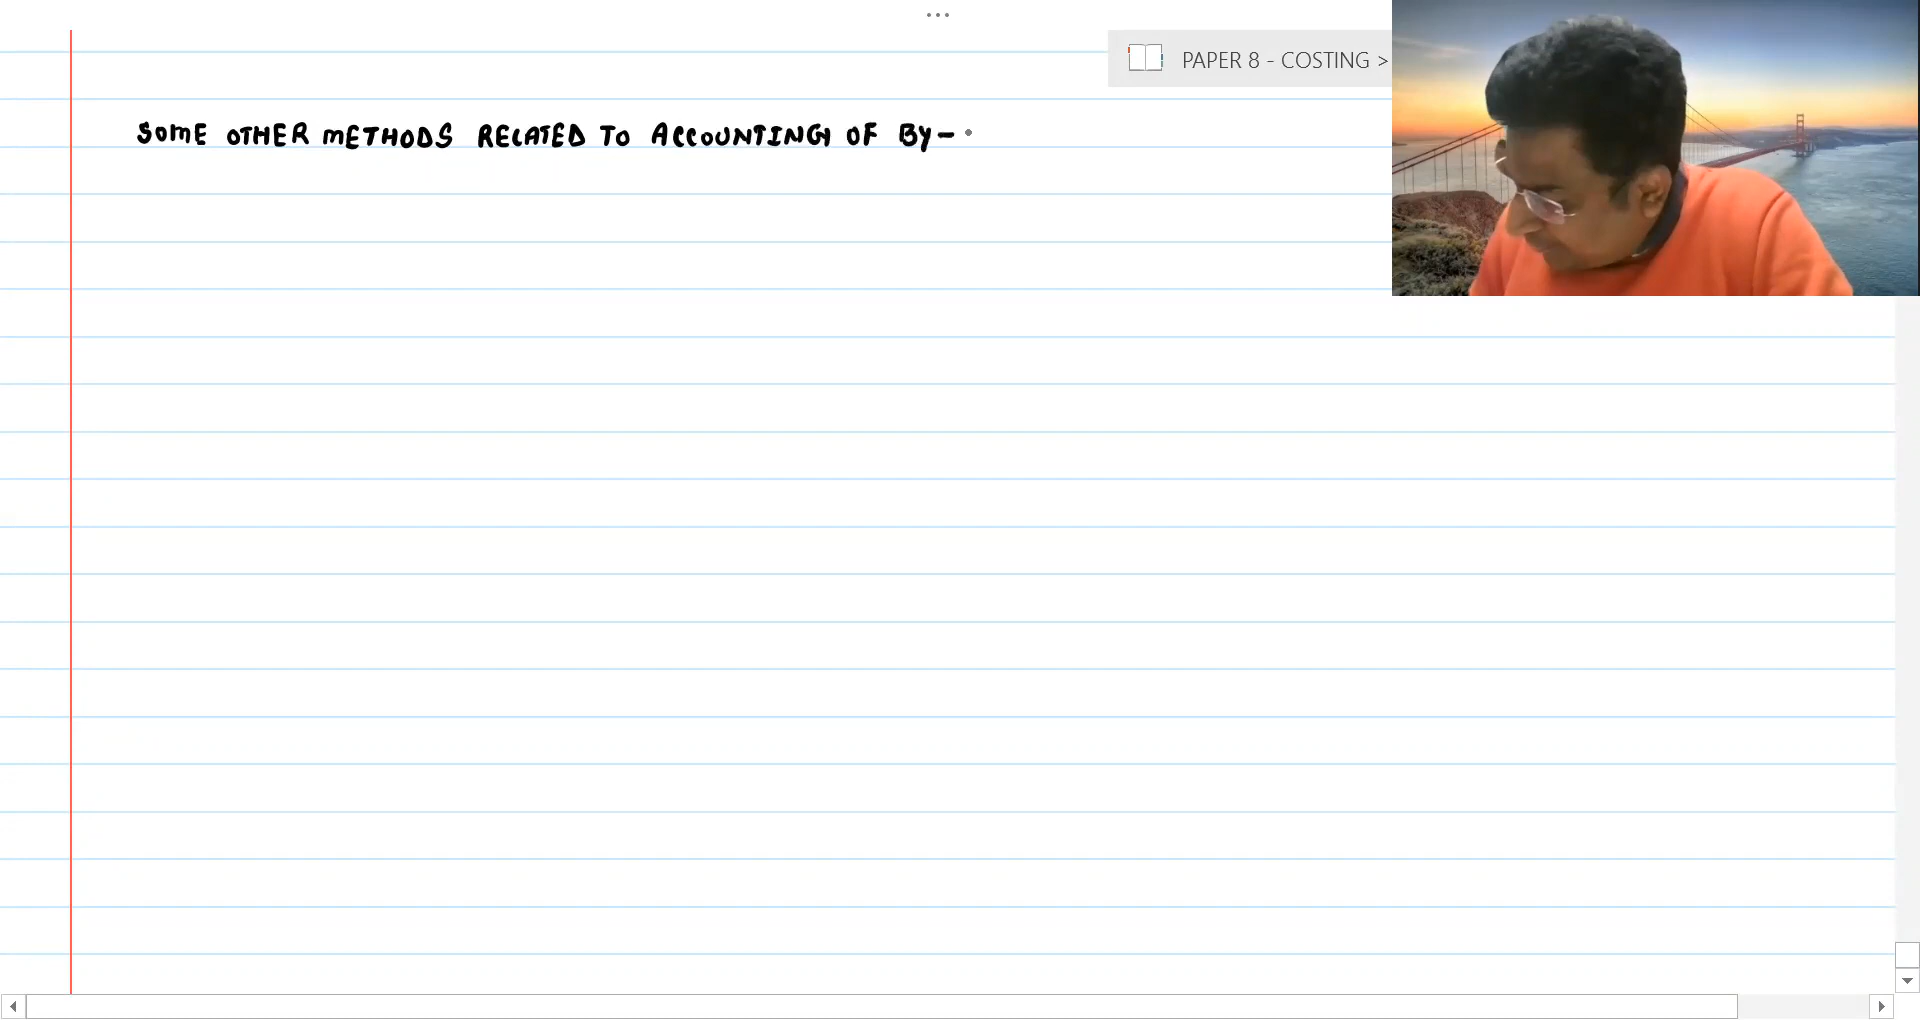 PAPER 8 - COSTING >
SOME OTHER METHODS RELATED TO ACCOUNTING OF BY-